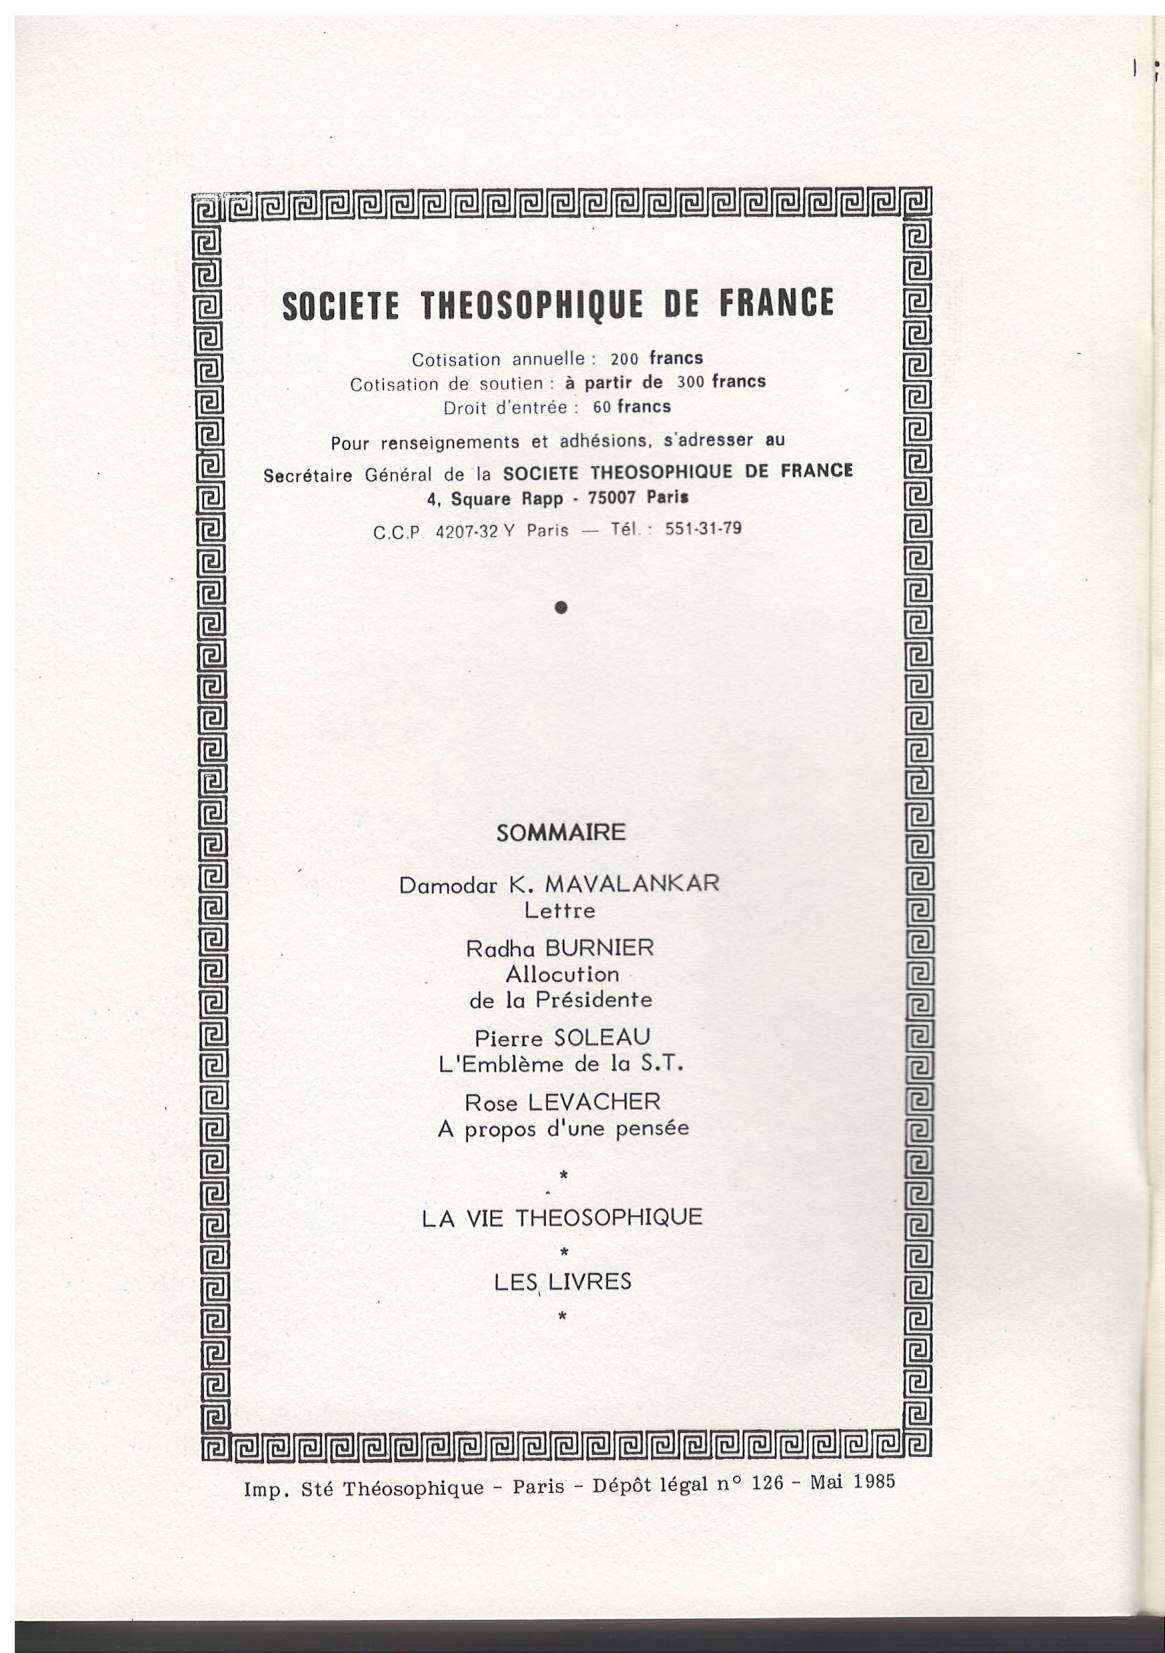 SOCIETE THEOSOPHIQUE DE FRANCE
Cotisation annuelle : 200 francs
Cotisation de soutien : à partir de 300 francs
Droit d'entrée : 60 francs
Pour renseignements et adhésions, s'adresser au
Secrétaire Général de la SOCIETE THEOSOPHIQUE DE FRANCE
4, Square Rapp - 75007 Paris
C.C.P. 4207-32 Y Paris — Tél. : 551-31-79
●
SOMMAIRE
Damodar K. MAVALANKAR
Lettre
Radha BURNIER
Allocution
de la Présidente
Pierre SOLEAU
L'Emblème de la S.T.
Rose LEVACHER
A propos d'une pensée
*
LA VIE THEOSOPHIQUE
*
LES LIVRES
*
Imp. Sté Théosophique - Paris - Dépôt légal n° 126 - Mai 1985